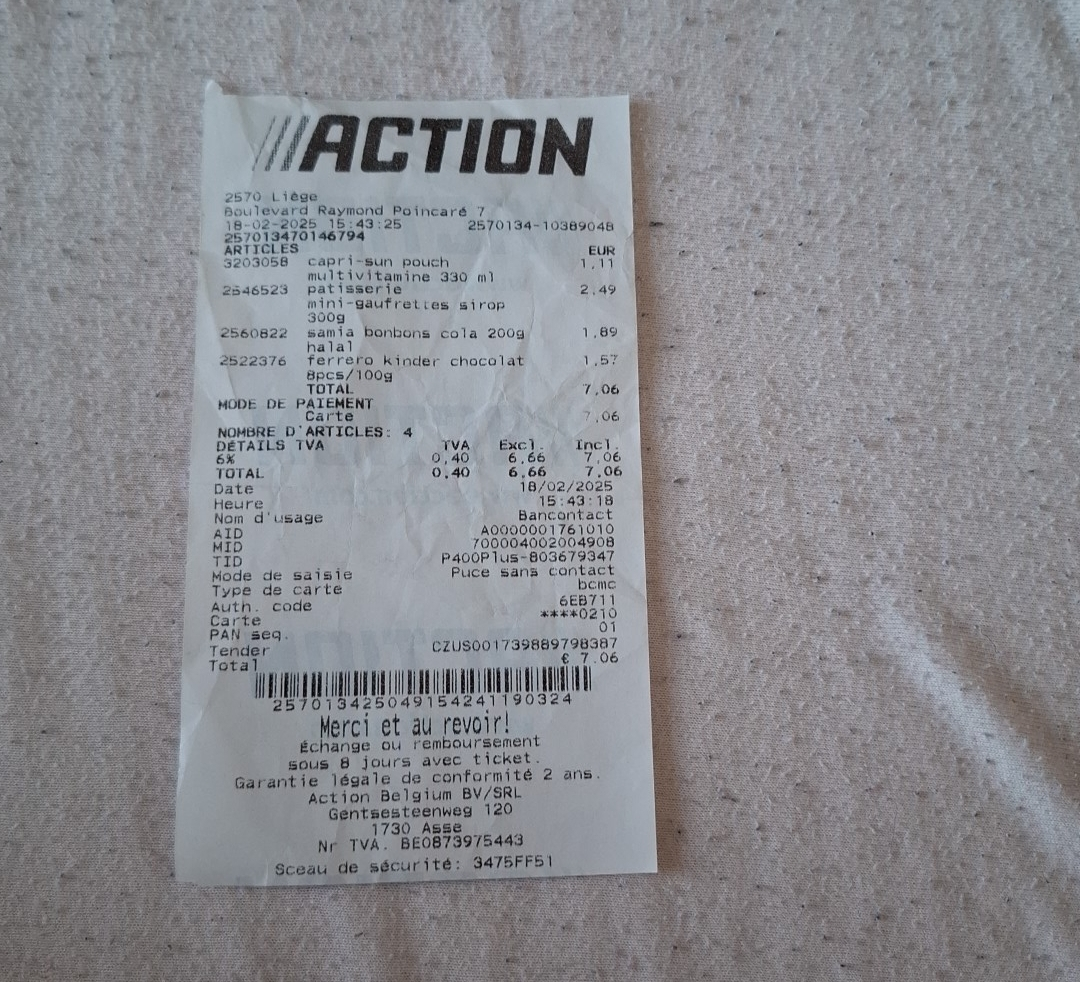 ///ACTION
2570 Liège
Boulevard Raymond Poincaré 7
18-02-2025 15:43:25 2570134-10389048
257013470146794
ARTICLES EUR
3203058 capri-sun pouch 1,11
multivitamine 330 ml
2546523 patisserie 2,49
mini-gaufrettes sirop
300g
2560822 samia bonbons cola 200g 1,89
halal
2522376 ferrero kinder chocolat 1,57
8pcs/100g
TOTAL 7,06
MODE DE PAIEMENT
Carte 7,06
NOMBRE D'ARTICLES: 4
DÉTAILS TVA TVA Excl. Incl.
6% 0,40 6,66 7,06
TOTAL 0,40 6,66 7,06
Date 18/02/2025
Heure 15:43:18
Nom d'usage Bancontact
AID A0000001761010
MID 700004002004908
TID P400Plus-803679347
Mode de saisie Puce sans contact
Type de carte bcmc
Auth. code 6EB711
Carte ****0210
PAN seq. 01
Tender CZUS001739889798387
Total € 7.06
257013425049154241190324
Merci et au revoir!
Échange ou remboursement
sous 8 jours avec ticket.
Garantie légale de conformité 2 ans.
Action Belgium BV/SRL
Gentsesteenweg 120
1730 Asse
Nr TVA. BE0873975443
Sceau de sécurité: 3475FF51